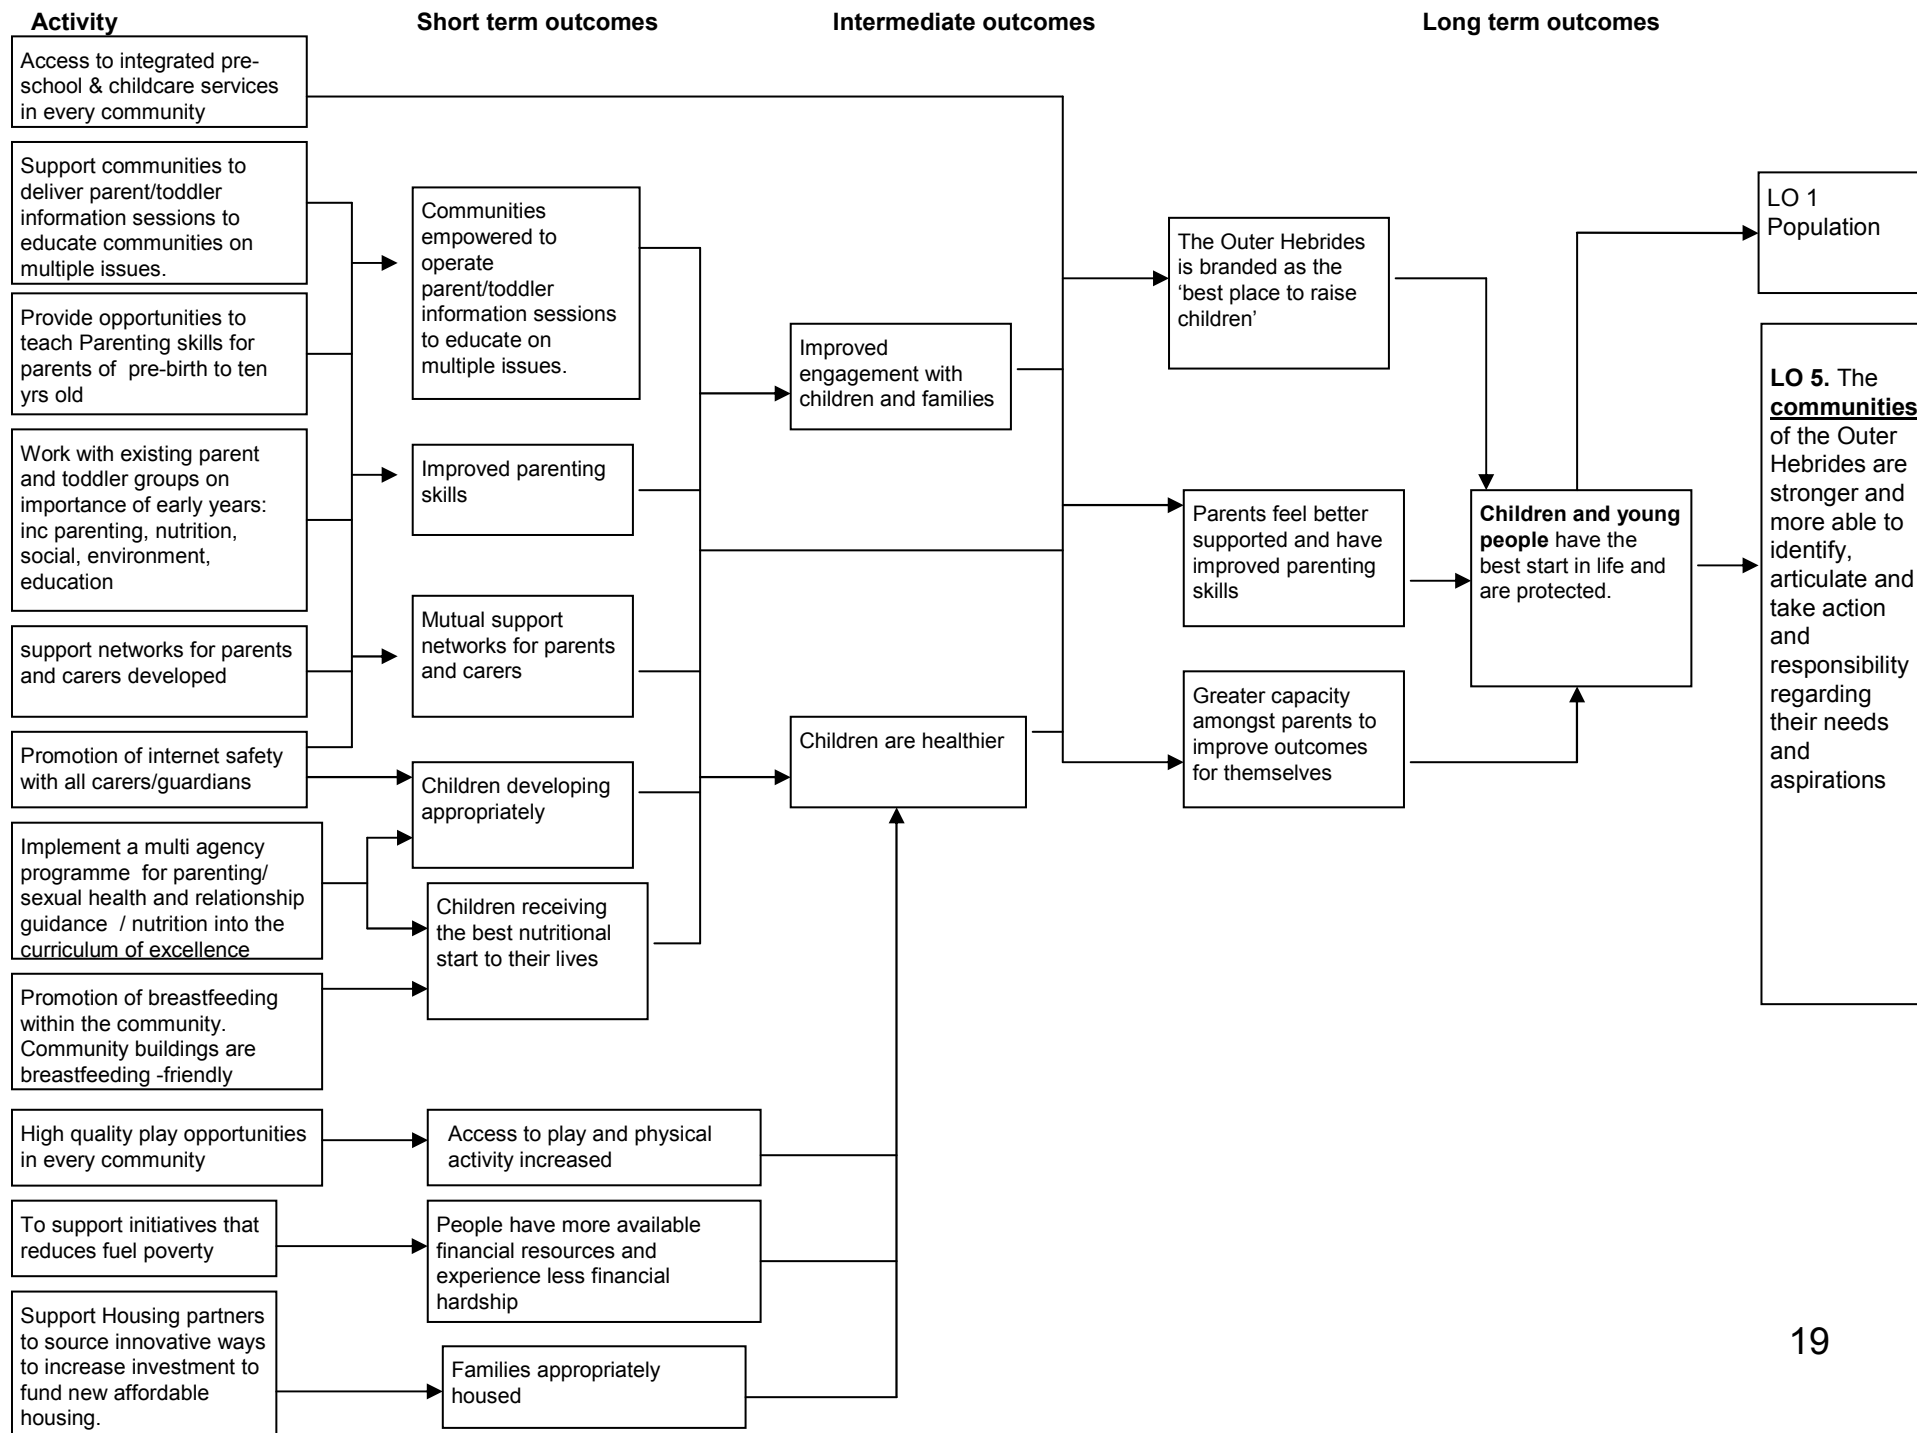 Activity
Short term outcomes
Intermediate outcomes
Long term outcomes
Access to integrated pre-
school & childcare services
in every community
Support communities to
deliver parent/toddler
information sessions to
educate communities on
multiple issues.
Provide opportunities to
teach Parenting skills for
parents of pre-birth to ten
yrs old
Work with existing parent
and toddler groups on
importance of early years:
inc parenting, nutrition,
social, environment,
education
support networks for parents
and carers developed
Promotion of internet safety
with all carers/guardians
Implement a multi agency
programme for parenting/
sexual health and relationship
guidance / nutrition into the
curriculum of excellence
Promotion of breastfeeding
within the community.
Community buildings are
breastfeeding -friendly
High quality play opportunities
in every community
To support initiatives that
reduces fuel poverty
Support Housing partners
to source innovative ways
to increase investment to
fund new affordable
housing.
Communities
empowered to
operate
parent/toddler
information sessions
to educate on
multiple issues.
Improved parenting
skills
Mutual support
networks for parents
and carers
Children developing
appropriately
Children receiving
the best nutritional
start to their lives
Access to play and physical
activity increased
People have more available
financial resources and
experience less financial
hardship
Families appropriately
housed
Improved
engagement with
children and families
Children are healthier
The Outer Hebrides
is branded as the
‘best place to raise
children’
Parents feel better
supported and have
improved parenting
skills
Greater capacity
amongst parents to
improve outcomes
for themselves
Children and young
people have the
best start in life and
are protected.
LO 1
Population
LO 5. The
communities
of the Outer
Hebrides are
stronger and
more able to
identify,
articulate and
take action
and
responsibility
regarding
their needs
and
aspirations
19